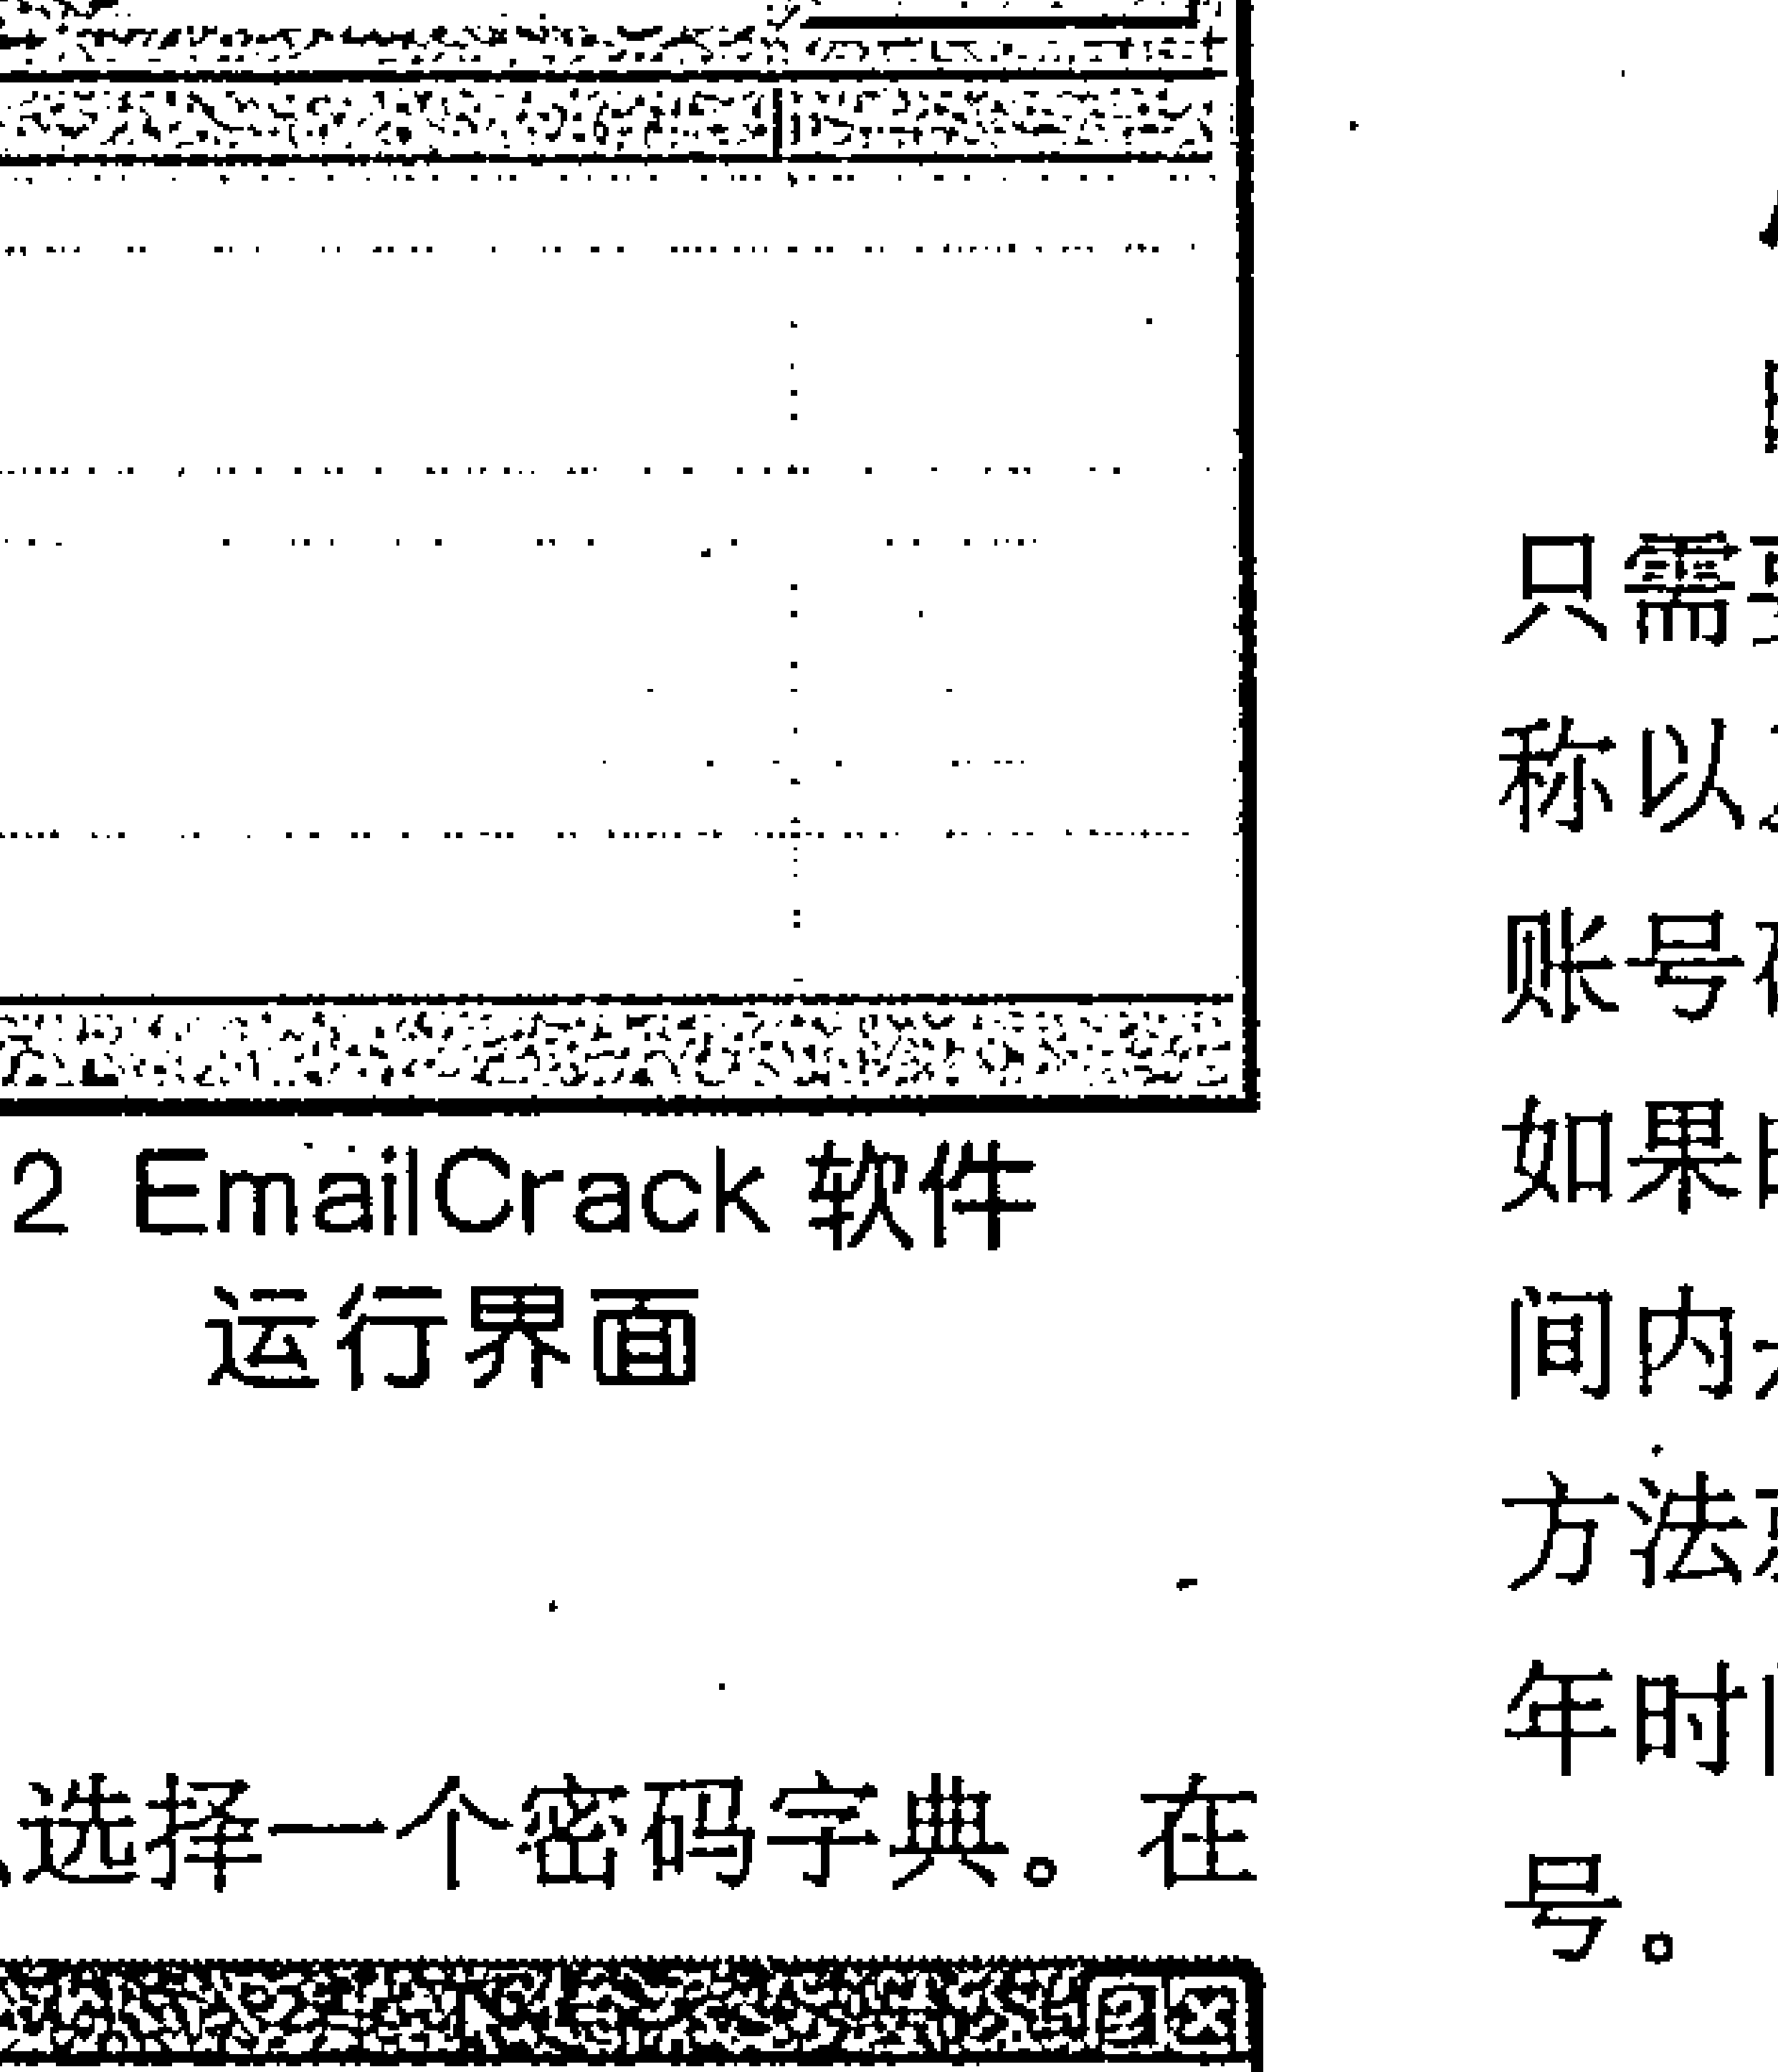 2 EmailCrack 软件
运行界面
选择一个密码字典。在
只需
称以
账号
如果
间内
方法
年时
号。